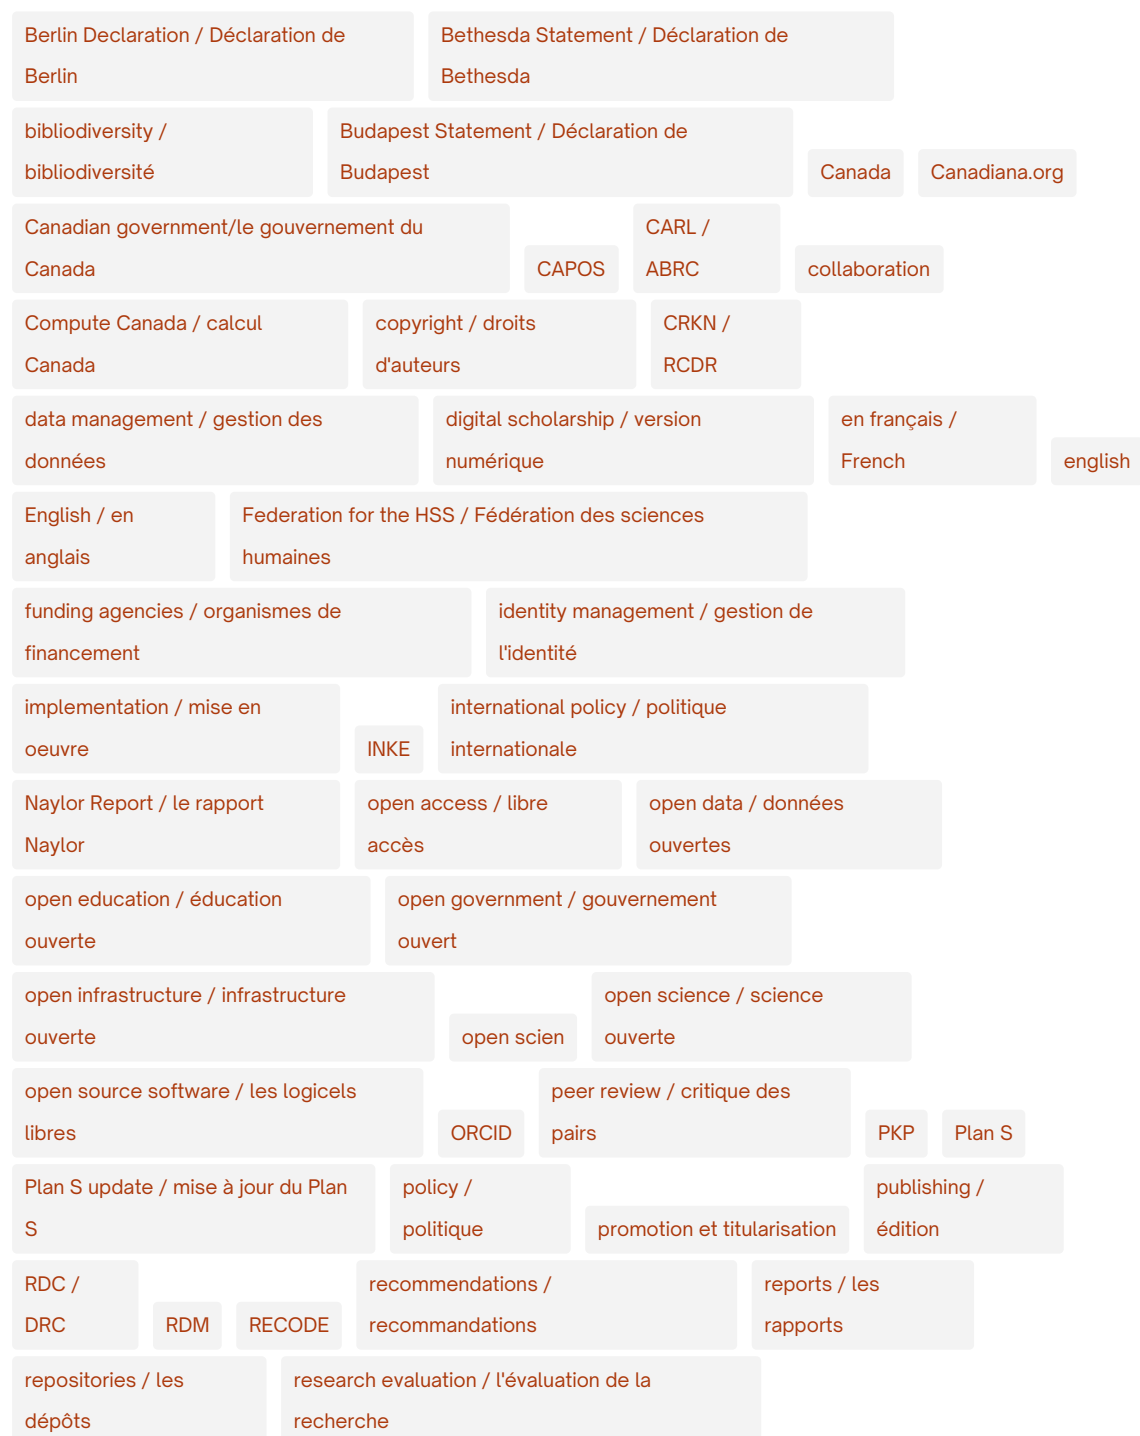 Berlin Declaration / Déclaration de
Berlin
Bethesda Statement / Déclaration de
Bethesda
bibliodiversity /
bibliodiversité
Budapest Statement / Déclaration de
Budapest
Canada
Canadiana.org
Canadian government/le gouvernement du
Canada
CAPOS
CARL /
ABRC
collaboration
Compute Canada / calcul
Canada
copyright / droits
d'auteurs
CRKN /
RCDR
data management / gestion des
données
digital scholarship / version
numérique
en français /
French
english
English / en
anglais
Federation for the HSS / Fédération des sciences
humaines
funding agencies / organismes de
financement
identity management / gestion de
l'identité
implementation / mise en
oeuvre
INKE
international policy / politique
internationale
Naylor Report / le rapport
Naylor
open access / libre
accès
open data / données
ouvertes
open education / éducation
ouverte
open government / gouvernement
ouvert
open infrastructure / infrastructure
ouverte
open scien
open science / science
ouverte
open source software / les logicels
libres
ORCID
peer review / critique des
pairs
PKP
Plan S
Plan S update / mise à jour du Plan
S
policy /
politique
promotion et titularisation
publishing /
édition
RDC /
DRC
RDM
RECODE
recommendations /
recommandations
reports / les
rapports
repositories / les
dépôts
research evaluation / l'évaluation de la
recherche